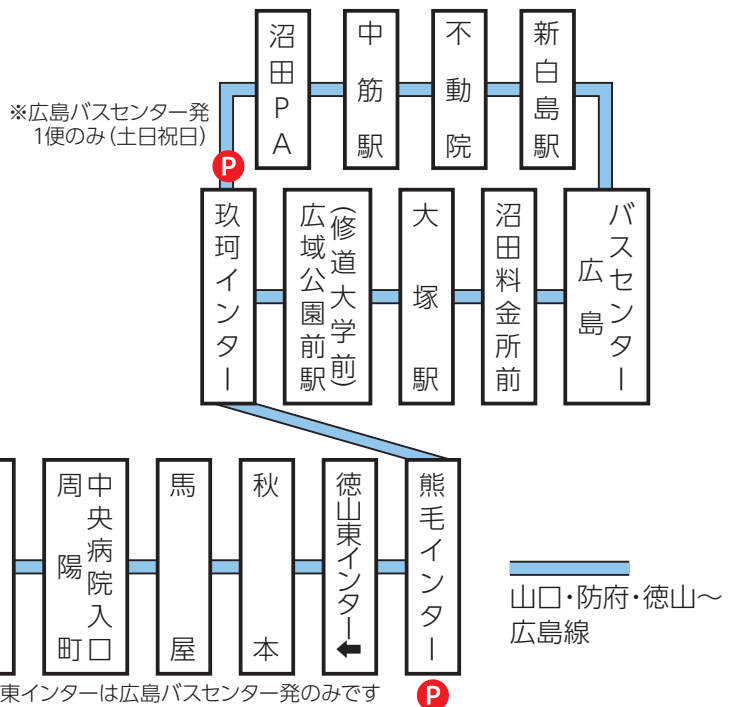 沼田PA
中筋駅
不動院
新白島駅
※広島バスセンター発
1便のみ（土日祝日）
P
玖珂インター
広域公園前駅
（修道大学前）
大塚駅
沼田料金所前
広島
バスセンター
周陽町
中央病院入口
馬屋
秋本
徳山東インター⬅
熊毛インター
山口・防府・徳山～
広島線
東インターは広島バスセンター発のみです
P